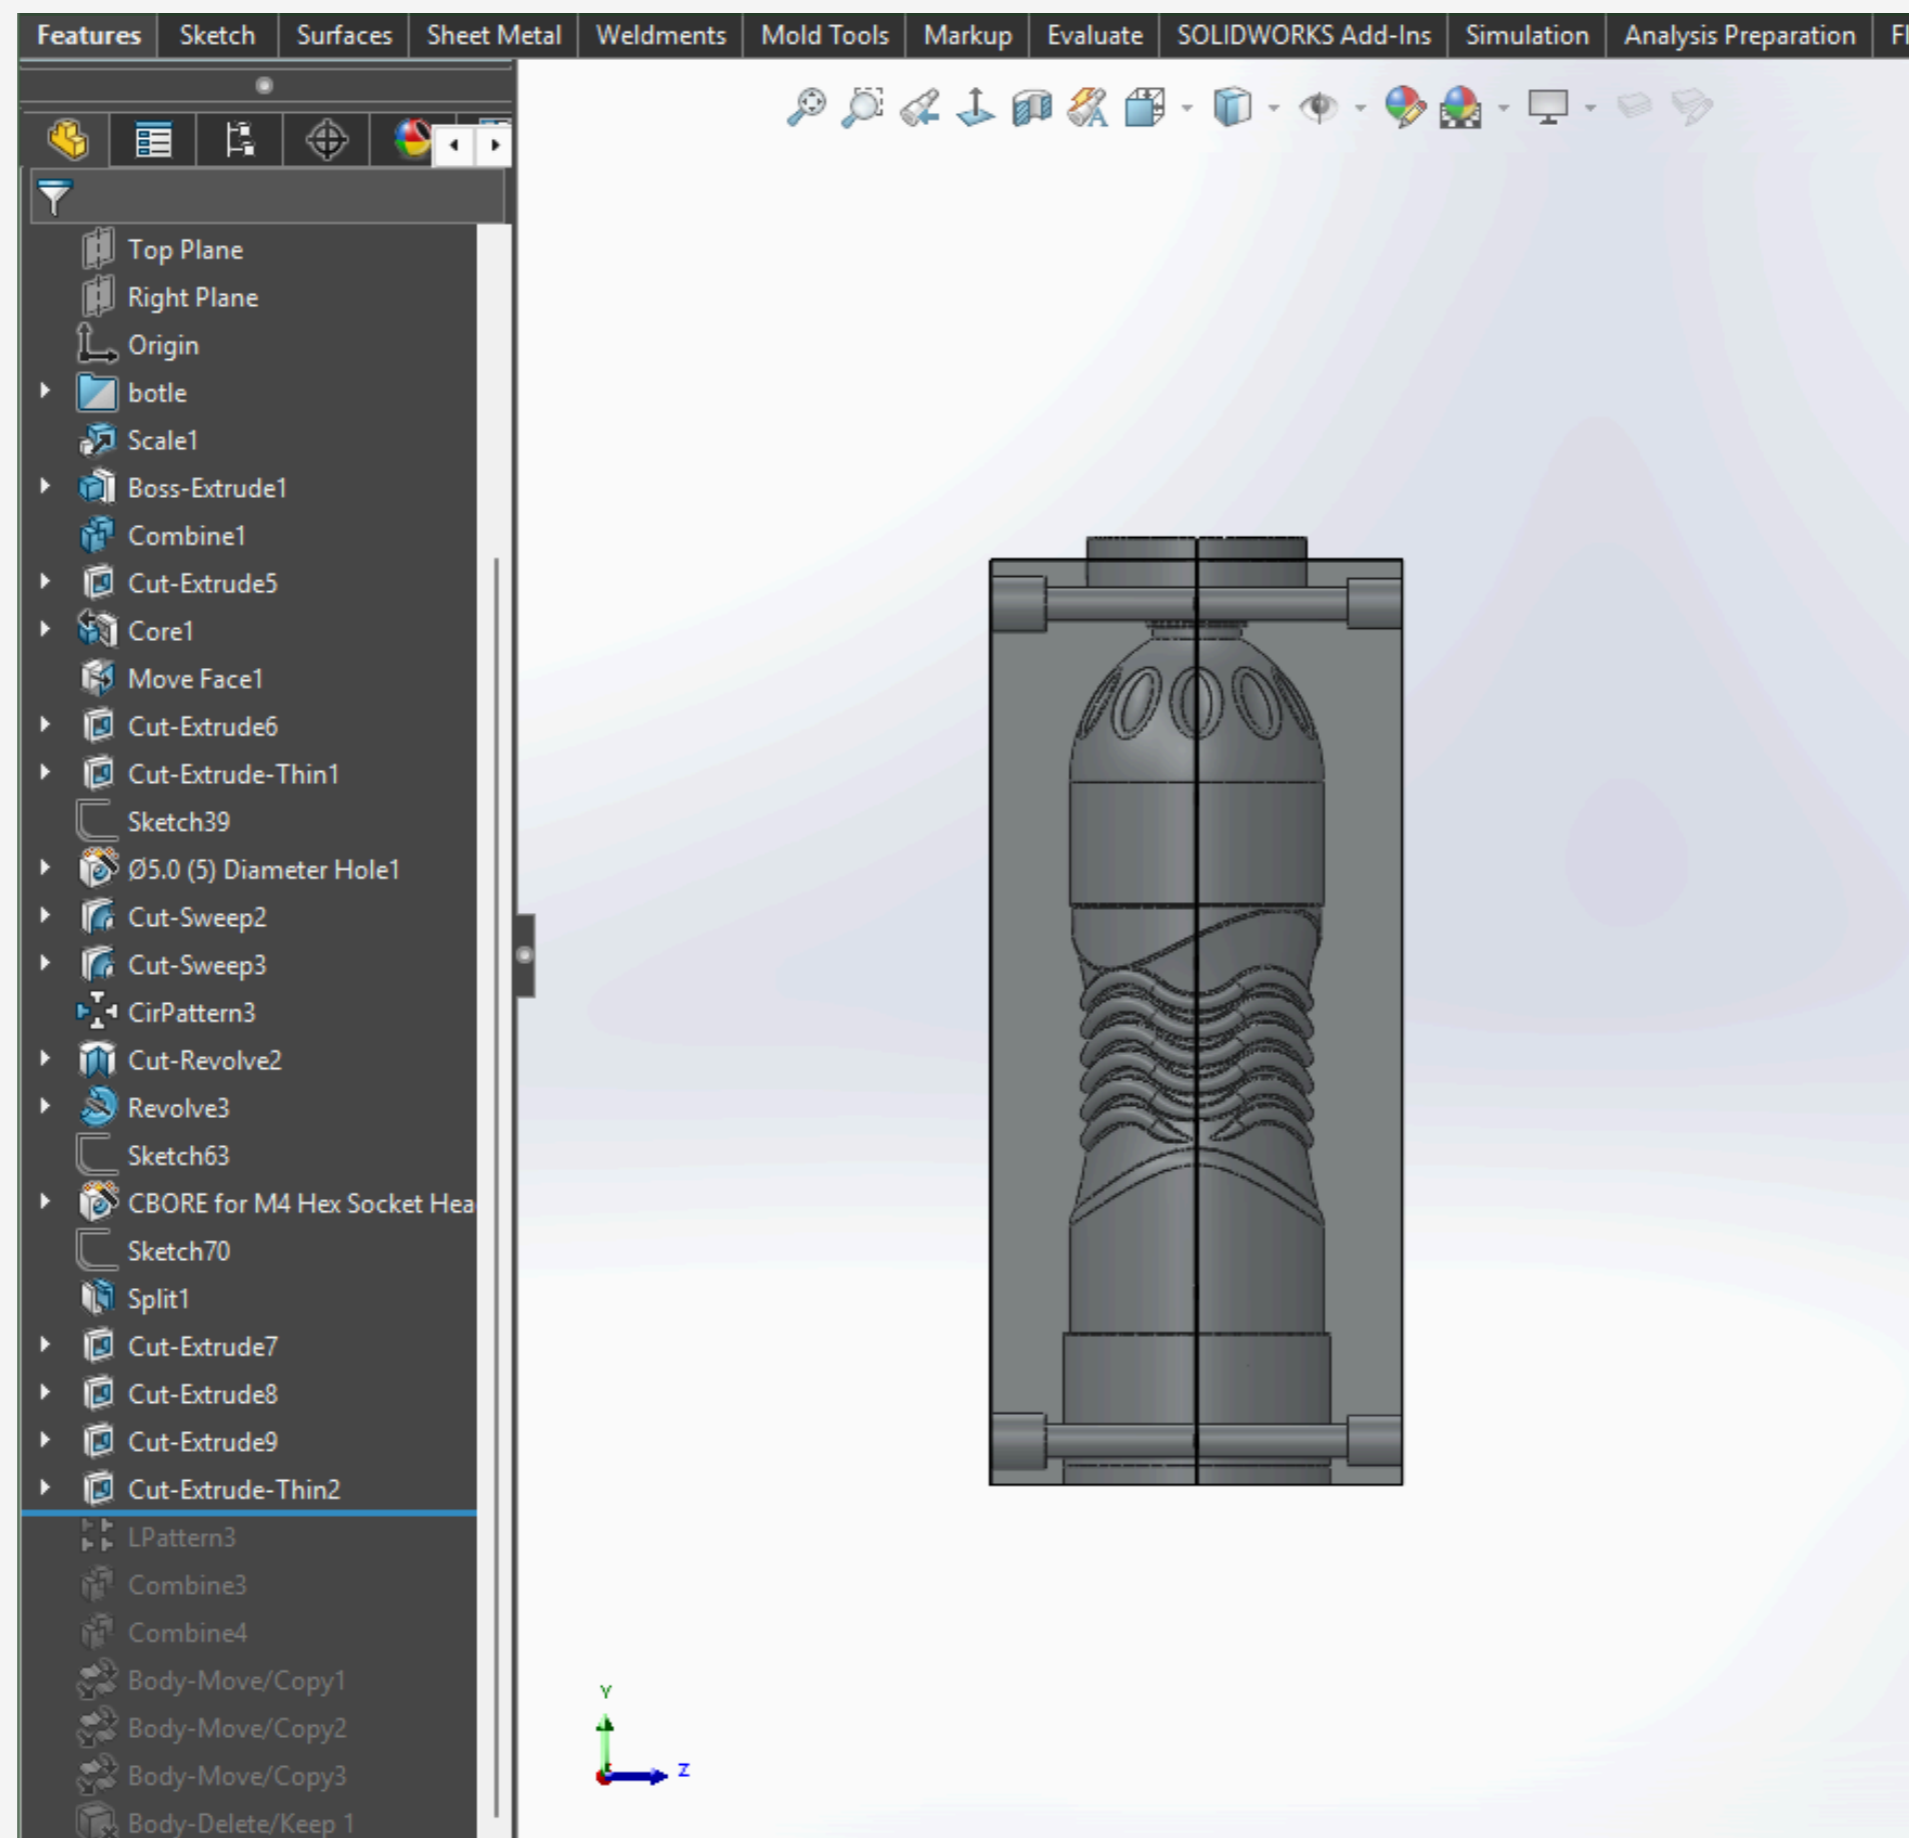 Features Sketch Surfaces Sheet Metal Weldments Mold Tools Markup Evaluate SOLIDWORKS Add-Ins Simulation Analysis Preparation
Top Plane
Right Plane
Origin
botle
Scale1
Boss-Extrude1
Combine1
Cut-Extrude5
Core1
Move Face1
Cut-Extrude6
Cut-Extrude-Thin1
Sketch39
Ø5.0 (5) Diameter Hole1
Cut-Sweep2
Cut-Sweep3
CirPattern3
Cut-Revolve2
Revolve3
Sketch63
CBORE for M4 Hex Socket Hea
Sketch70
Split1
Cut-Extrude7
Cut-Extrude8
Cut-Extrude9
Cut-Extrude-Thin2
LPattern3
Combine3
Combine4
Body-Move/Copy1
Body-Move/Copy2
Body-Move/Copy3
Body-Delete/Keep 1
Y
Z